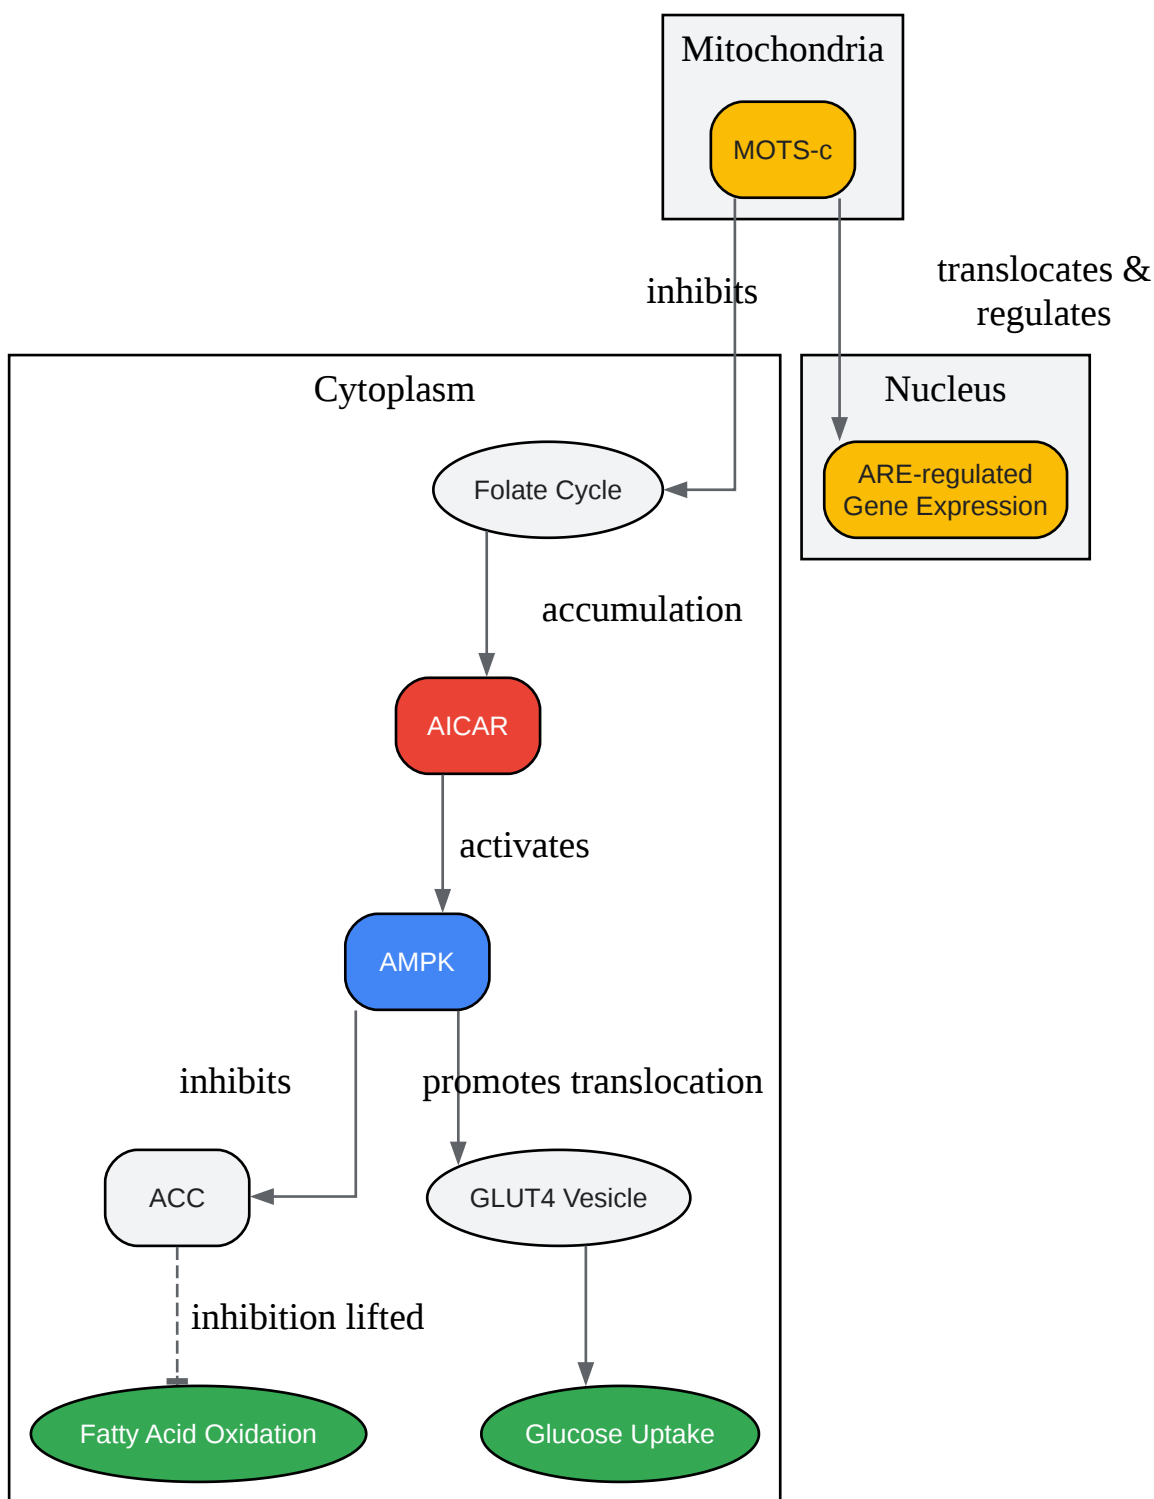 Mitochondria
MOTS-c
inhibits
translocates &
regulates
Cytoplasm
Nucleus
Folate Cycle
ARE-regulated
Gene Expression
accumulation
AICAR
activates
AMPK
inhibits
promotes translocation
ACC
GLUT4 Vesicle
inhibition lifted
Fatty Acid Oxidation
Glucose Uptake